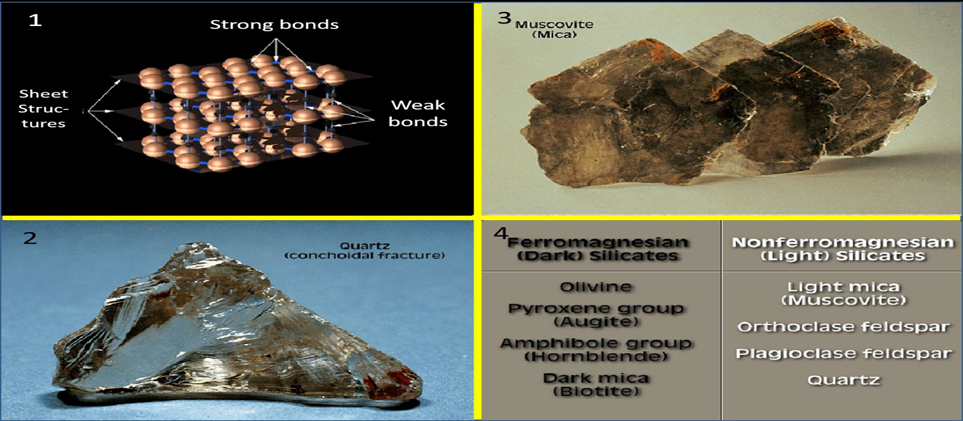 1
Strong bonds
Sheet
Struc-
tures
Weak
bonds
3
Muscovite
(Mica)
2
Quartz
(conchoidal fracture)
4
Ferromagnesian
(Dark) Silicates
Nonferromagnesian
(Light) Silicates
Olivine
Pyroxene group
(Augite)
Amphibole group
(Hornblende)
Dark mica
(Biotite)
Light mica
(Muscovite)
Orthoclase feldspar
Plagioclase feldspar
Quartz